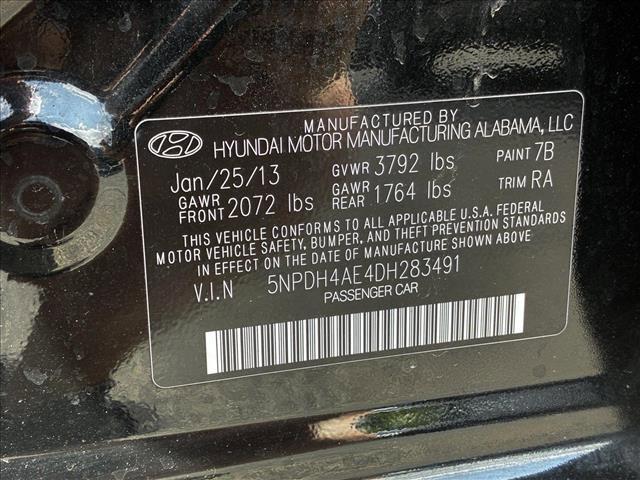 MANUFACTURED BY
HYUNDAI MOTOR MANUFACTURING ALABAMA, LLC
Jan/25/13 GVWR 3792 lbs PAINT 7B
GAWR FRONT 2072 lbs GAWR REAR 1764 lbs TRIM RA
THIS VEHICLE CONFORMS TO ALL APPLICABLE U.S.A. FEDERAL
MOTOR VEHICLE SAFETY, BUMPER, AND THEFT PREVENTION STANDARDS
IN EFFECT ON THE DATE OF MANUFACTURE SHOWN ABOVE
V.I.N 5NPDH4AE4DH283491
PASSENGER CAR